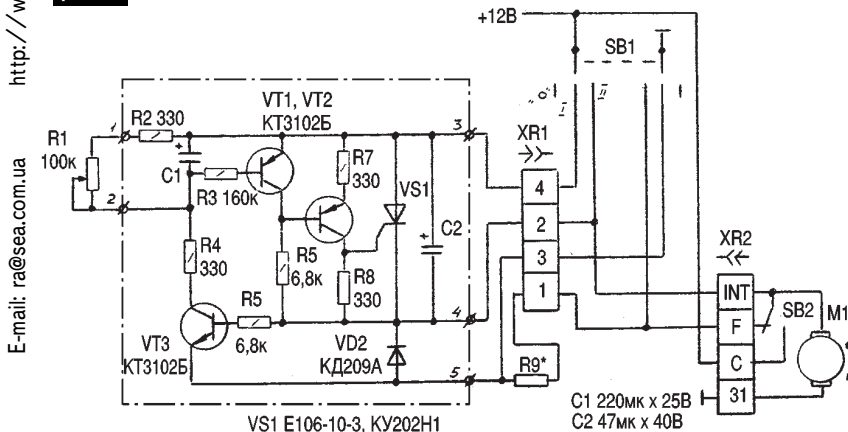 http://w
E-mail: ra@sea.com.ua
+12В
SB1
"0"
I
II
I
VT1, VT2
КТ3102Б
R1
100к
1
R2 330
C1
+
R3 160к
2
R7
330
VS1
C2
+
3
XR1
4
2
3
1
R4
330
R5
6,8к
R8
330
4
VT3
КТ3102Б
R5
6,8к
VD2
КД209А
5
R9*
XR2
INT
F
C
31
SB2
M1
C1 220мк x 25В
C2 47мк x 40В
VS1 E106-10-3, КУ202Н1